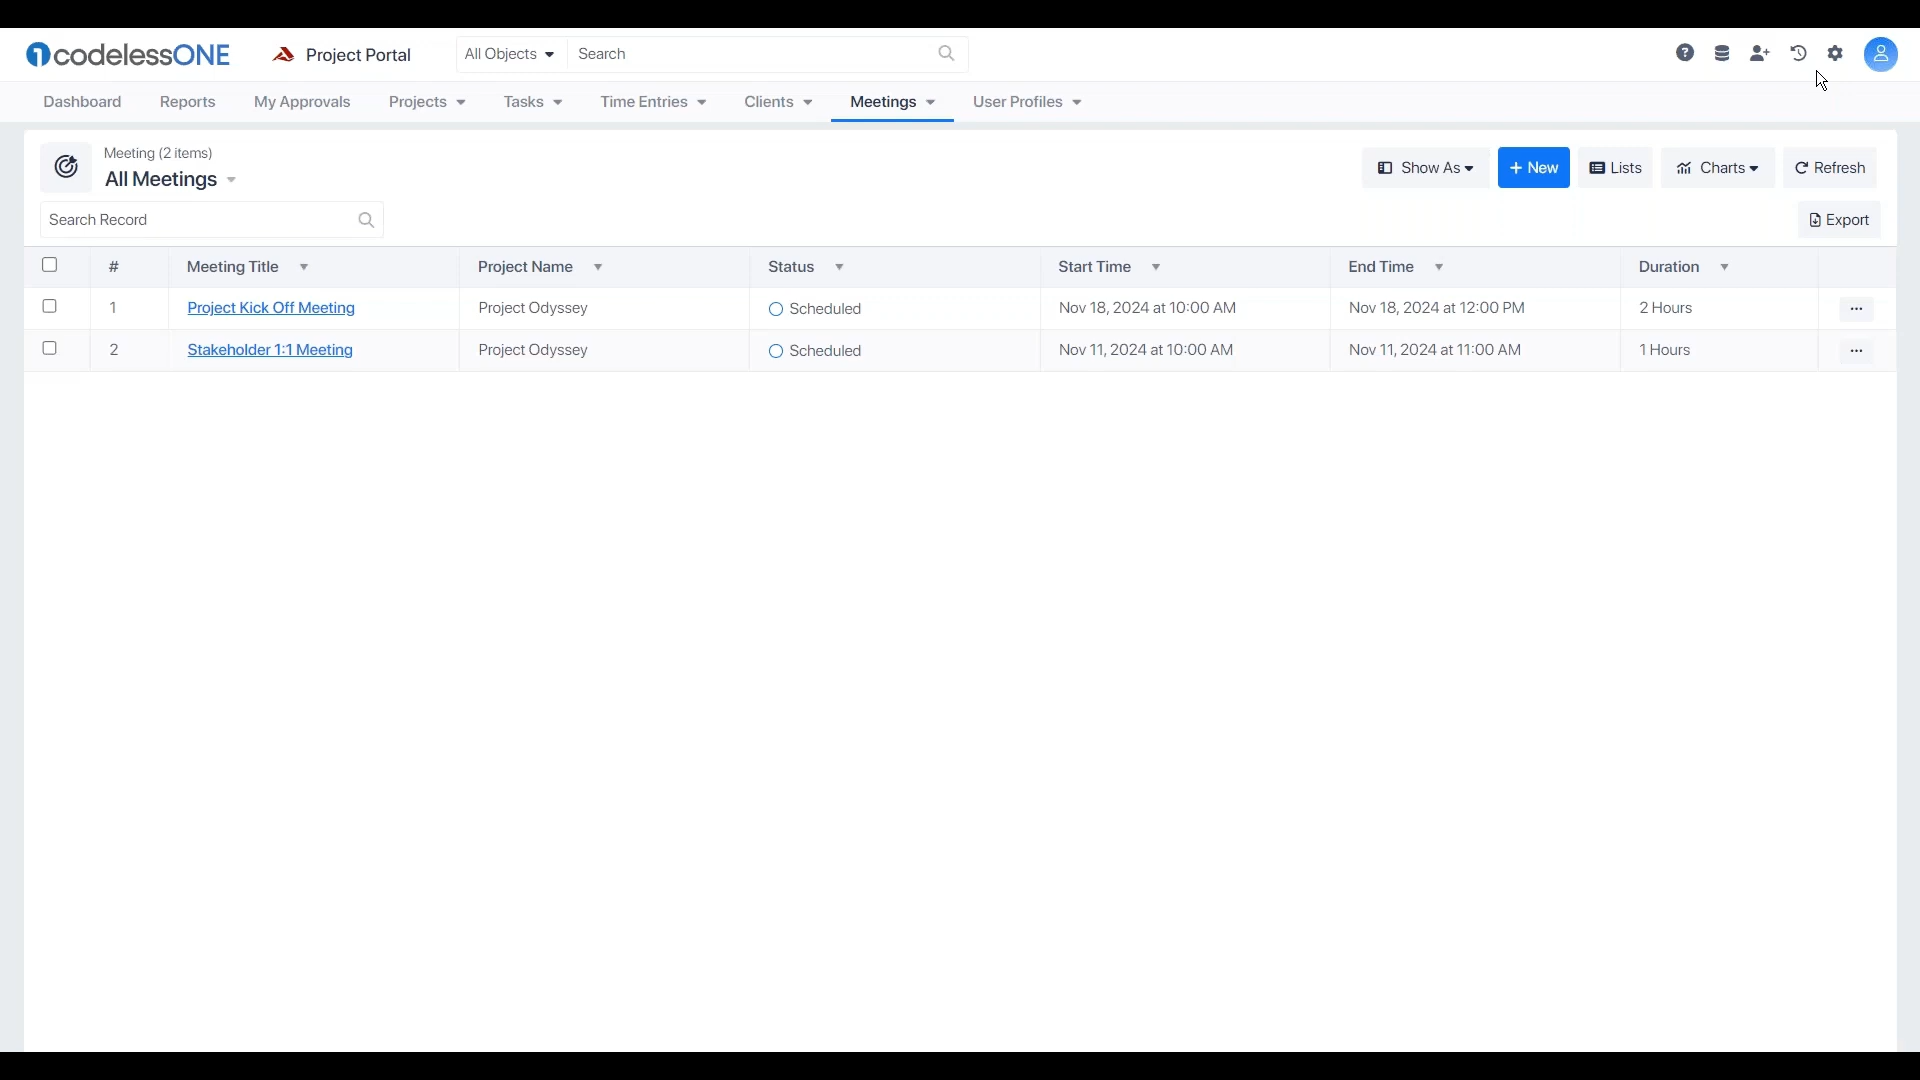 codelessONE Project Portal All Objects Search
Dashboard Reports My Approvals Projects Tasks Time Entries Clients Meetings User Profiles
Meeting (2 items)
All Meetings
Show As + New Lists Charts Refresh
Search Record Export
# Meeting Title Project Name Status Start Time End Time Duration
1 Project Kick Off Meeting Project Odyssey Scheduled Nov 18, 2024 at 10:00 AM Nov 18, 2024 at 12:00 PM 2 Hours ...
2 Stakeholder 1:1 Meeting Project Odyssey Scheduled Nov 11, 2024 at 10:00 AM Nov 11, 2024 at 11:00 AM 1 Hours ...